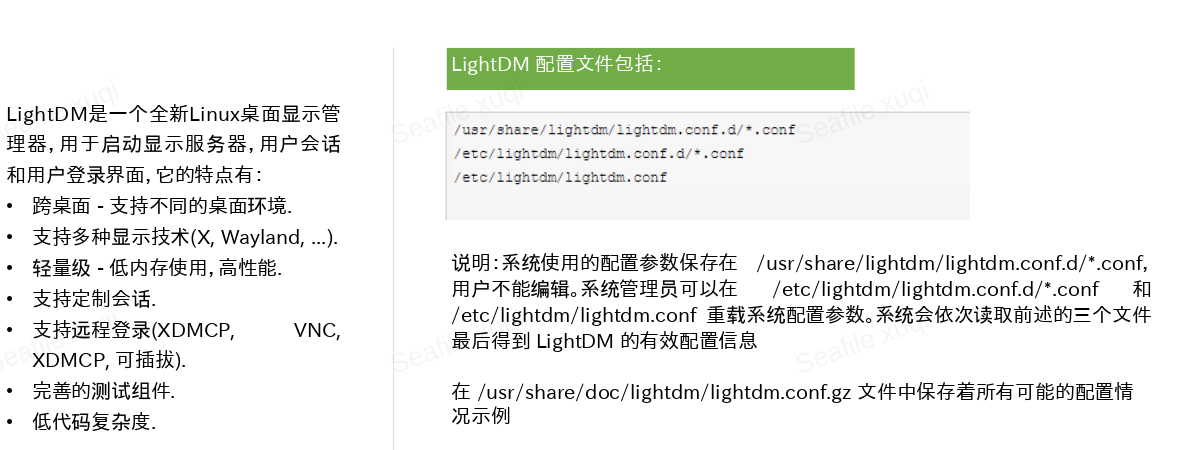 LightDM是一个全新Linux桌面显示管
理器，用于启动显示服务器，用户会话
和用户登录界面，它的特点有：
• 跨桌面 - 支持不同的桌面环境.
• 支持多种显示技术(X, Wayland, ...).
• 轻量级 - 低内存使用，高性能.
• 支持定制会话.
• 支持远程登录(XDMCP, VNC,
XDMCP, 可插拔).
• 完善的测试组件.
• 低代码复杂度.
LightDM 配置文件包括：
/usr/share/lightdm/lightdm.conf.d/*.conf
/etc/lightdm/lightdm.conf.d/*.conf
/etc/lightdm/lightdm.conf
说明：系统使用的配置参数保存在 /usr/share/lightdm/lightdm.conf.d/*.conf,
用户不能编辑。系统管理员可以在 /etc/lightdm/lightdm.conf.d/*.conf 和
/etc/lightdm/lightdm.conf 重载系统配置参数。系统会依次读取前述的三个文件
最后得到 LightDM 的有效配置信息
在 /usr/share/doc/lightdm/lightdm.conf.gz 文件中保存着所有可能的配置情
况示例
Seafile xuqi
Seafile xuqi
Seafile xuqi
Seafile xuqi